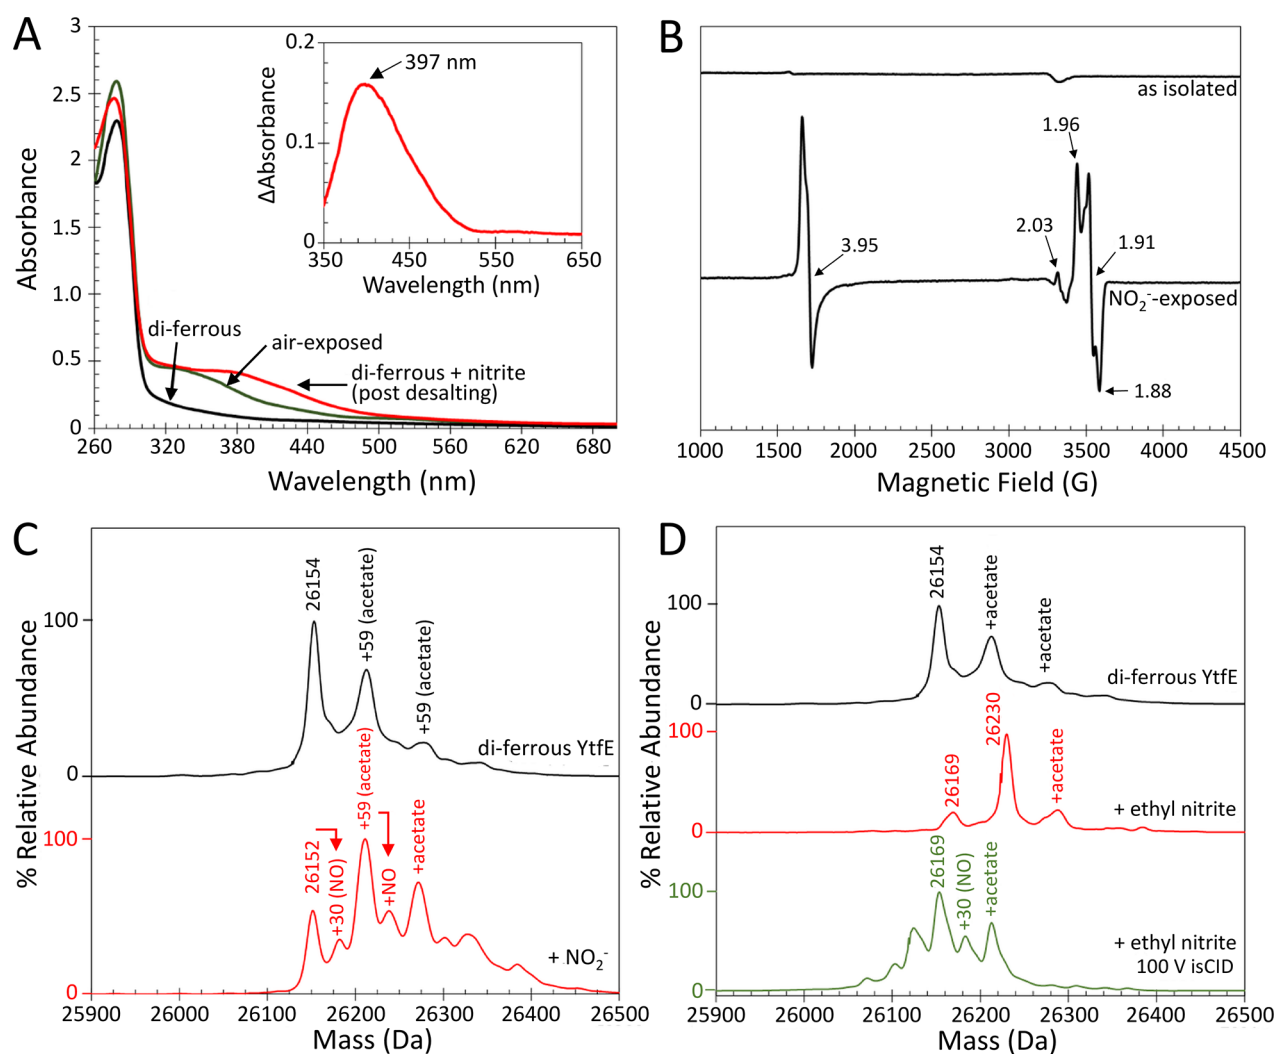 A
3
2.5
2
1.5
1.0
0.5
0
260
320
380
440
500
560
620
680
Absorbance
Wavelength (nm)
di-ferrous
air-exposed
di-ferrous + nitrite
(post desalting)
0.2
0.1
0
350
450
550
650
ΔAbsorbance
Wavelength (nm)
397 nm
B
as isolated
1.96
2.03
3.95
1.91
NO2--exposed
1.88
1000
1500
2000
2500
3000
3500
4000
4500
Magnetic Field (G)
C
% Relative Abundance
100
0
26154
+59 (acetate)
+59 (acetate)
di-ferrous YtfE
100
0
26152
+30 (NO)
+59 (acetate)
+NO
+acetate
+ NO2-
25900
26000
26100
26200
26300
26400
26500
Mass (Da)
D
% Relative Abundance
100
0
26154
+acetate
+acetate
di-ferrous YtfE
100
0
26169
26230
+acetate
+ ethyl nitrite
100
0
26169
+30 (NO)
+acetate
+ ethyl nitrite
100 V isCID
25900
26000
26100
26200
26300
26400
26500
Mass (Da)